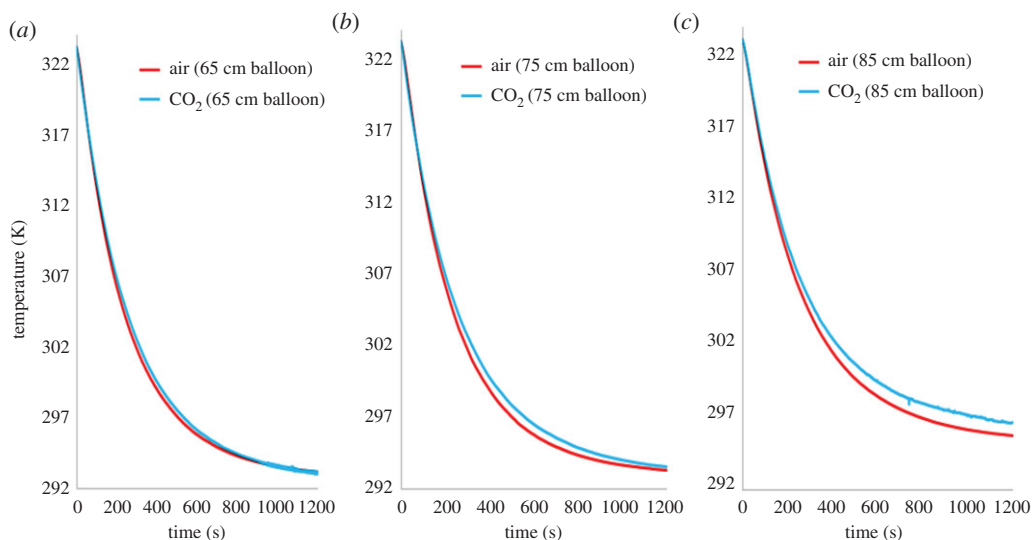 (a)
322
317
312
307
302
297
292
temperature (K)
air (65 cm balloon)
CO₂ (65 cm balloon)
0 200 400 600 800 1000 1200
time (s)
(b)
322
317
312
307
302
297
292
air (75 cm balloon)
CO₂ (75 cm balloon)
0 200 400 600 800 1000 1200
time (s)
(c)
322
317
312
307
302
297
292
air (85 cm balloon)
CO₂ (85 cm balloon)
0 200 400 600 800 1000 1200
time (s)